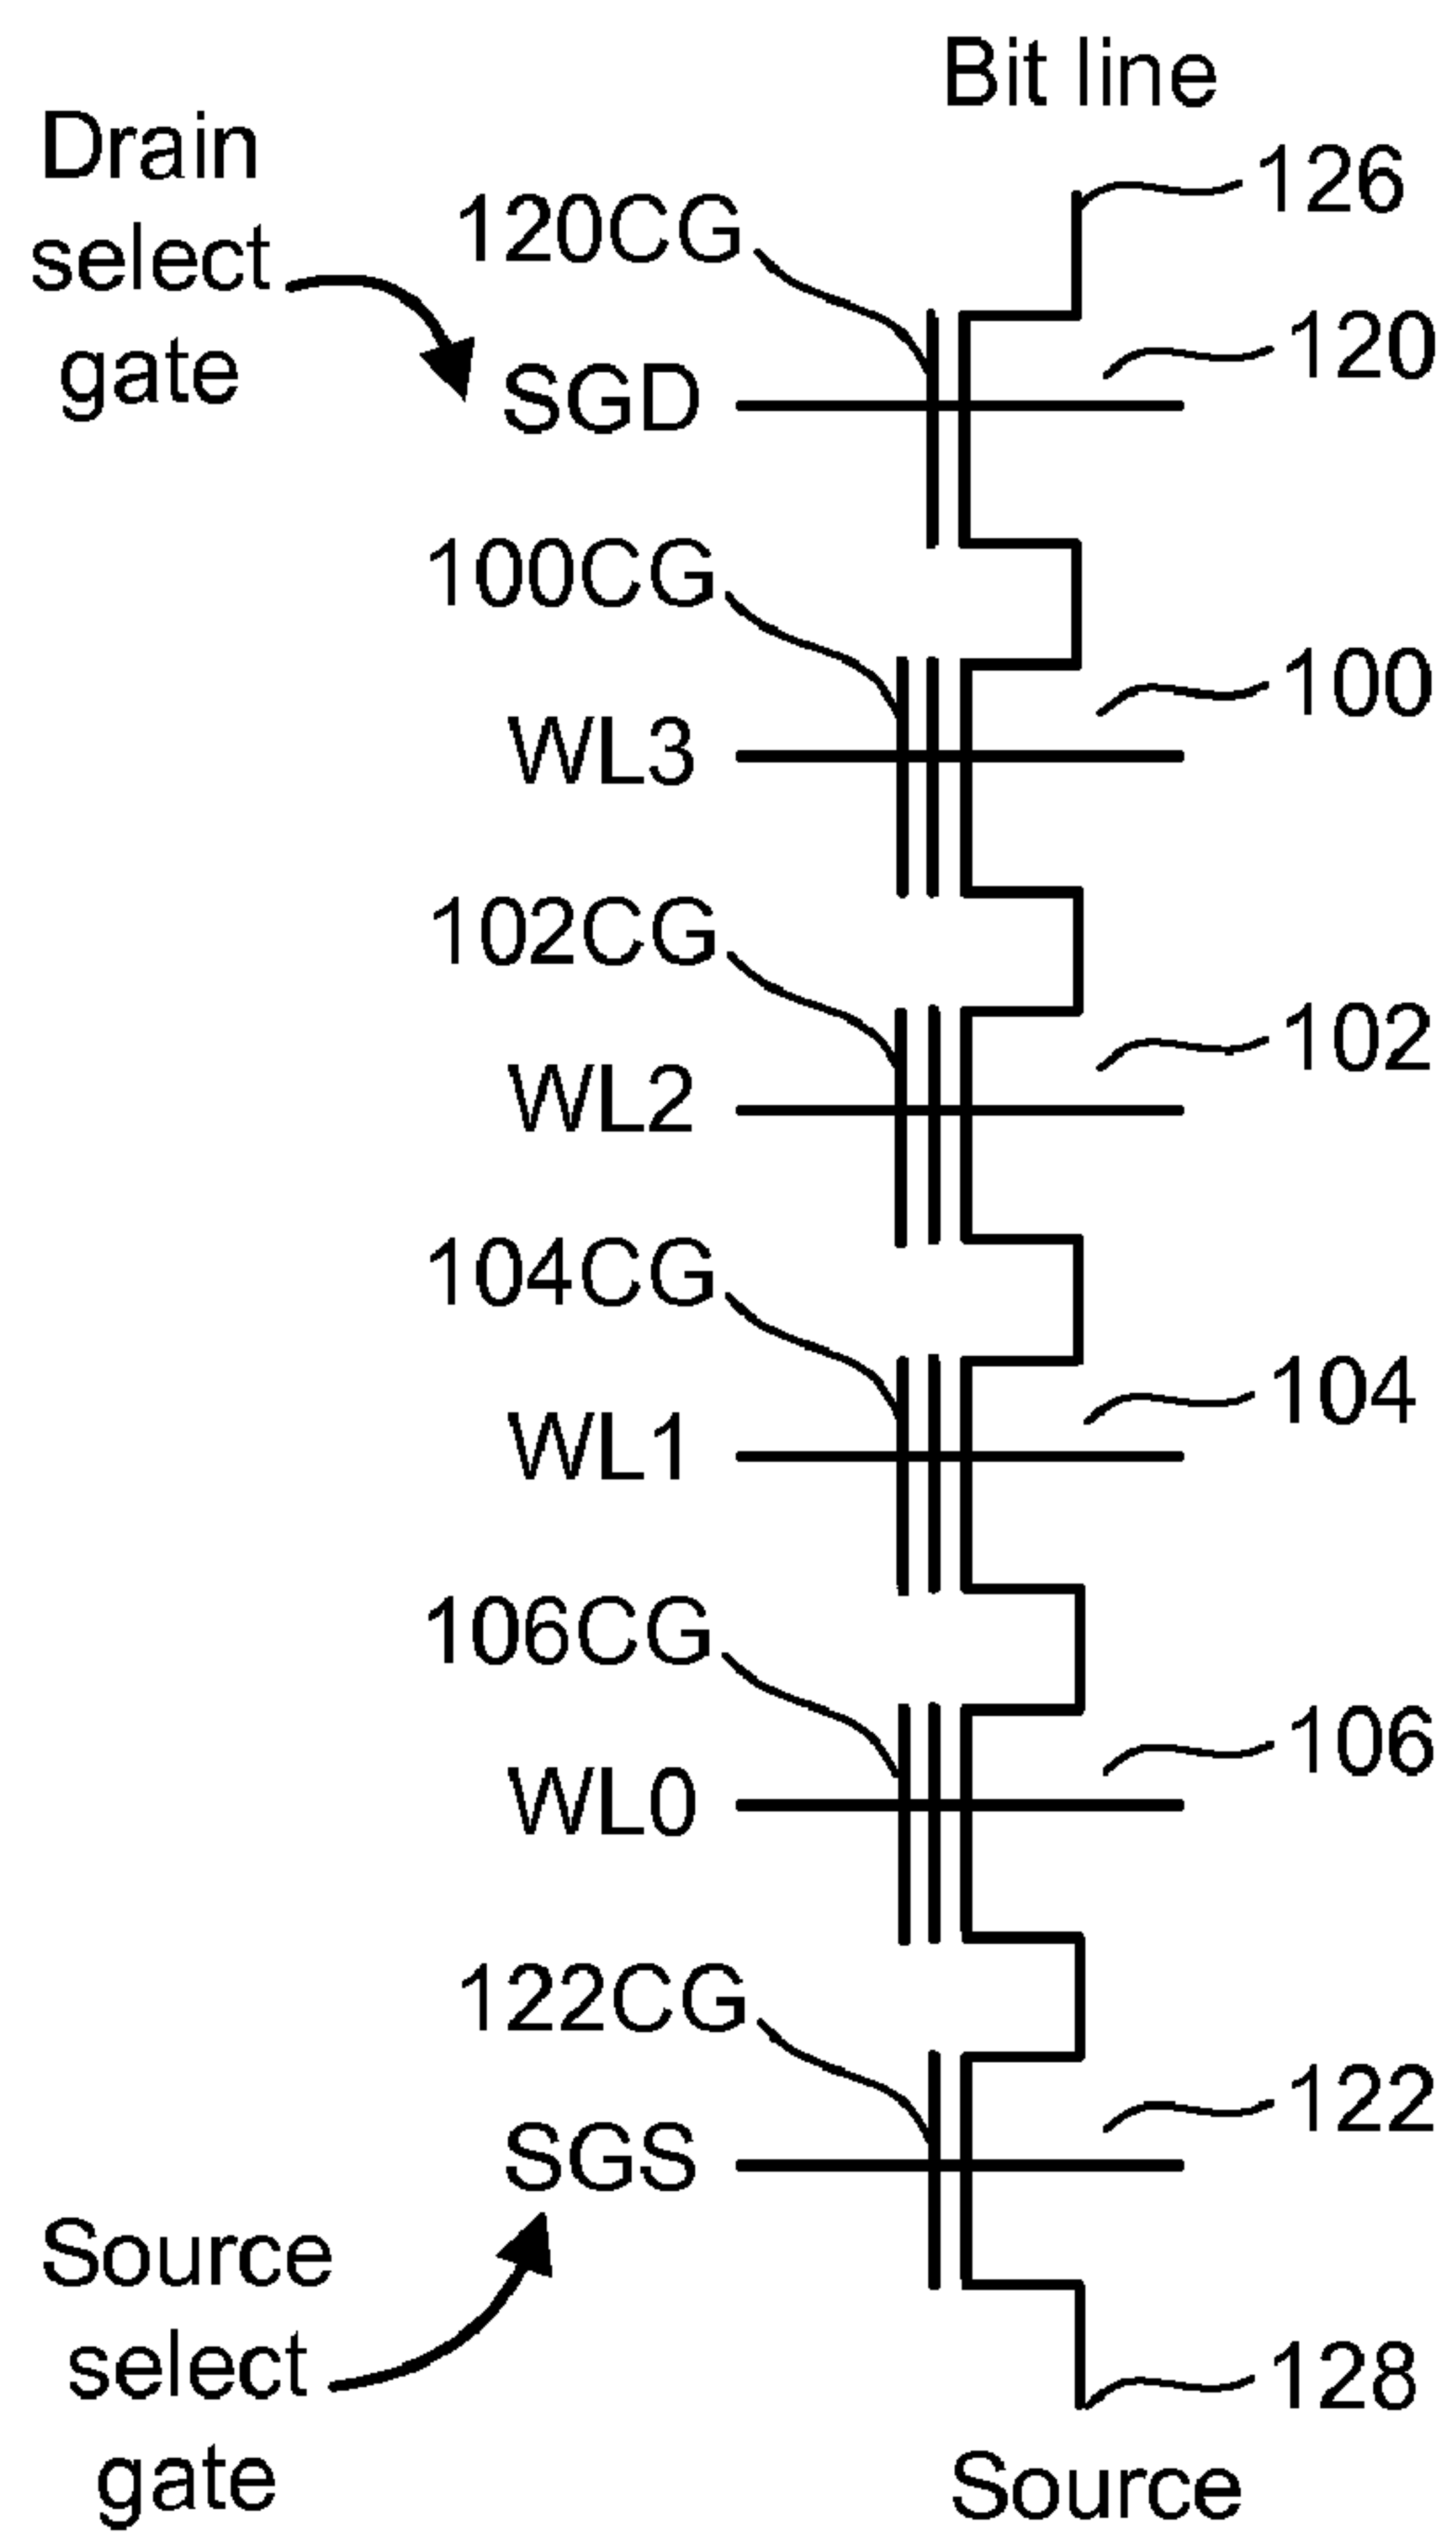 Bit line
126
Drain
select
gate
120CG
120
SGD
100CG
100
WL3
102CG
102
WL2
104CG
104
WL1
106CG
106
WL0
122CG
122
SGS
Source
select
gate
128
Source